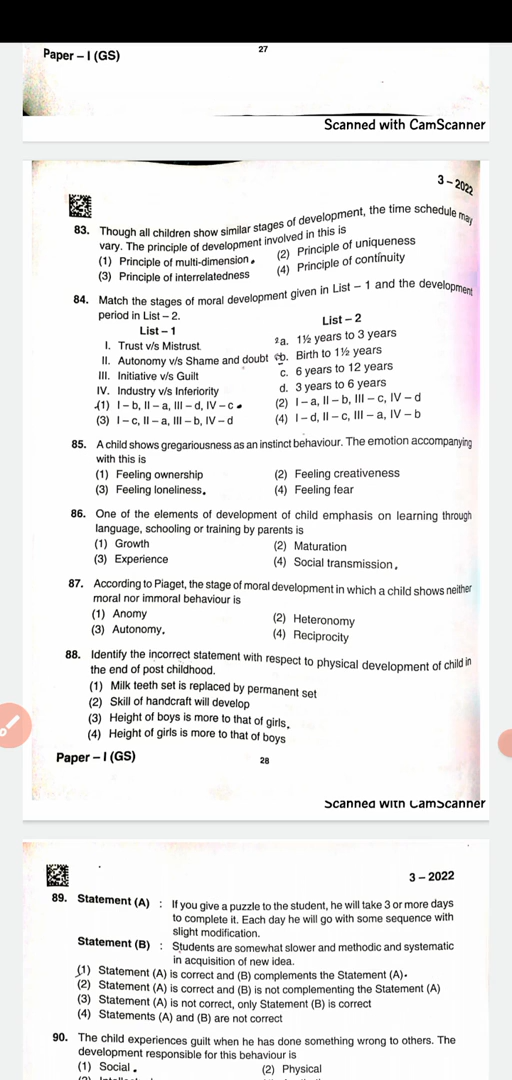 Paper – I (GS)
27
Scanned with CamScanner
3 – 2022
83. Though all children show similar stages of development, the time schedule may
vary. The principle of development involved in this is
(1) Principle of multi-dimension
(2) Principle of uniqueness
(3) Principle of interrelatedness
(4) Principle of continuity
84. Match the stages of moral development given in List – 1 and the development
period in List – 2.
List – 1
List – 2
I. Trust v/s Mistrust
a. 1½ years to 3 years
II. Autonomy v/s Shame and doubt
b. Birth to 1½ years
III. Initiative v/s Guilt
c. 6 years to 12 years
IV. Industry v/s Inferiority
d. 3 years to 6 years
(1) I – b, II – a, III – d, IV – c
(2) I – a, II – b, III – c, IV – d
(3) I – c, II – a, III – b, IV – d
(4) I – d, II – c, III – a, IV – b
85. A child shows gregariousness as an instinct behaviour. The emotion accompanying
with this is
(1) Feeling ownership
(2) Feeling creativeness
(3) Feeling loneliness
(4) Feeling fear
86. One of the elements of development of child emphasis on learning through
language, schooling or training by parents is
(1) Growth
(2) Maturation
(3) Experience
(4) Social transmission
87. According to Piaget, the stage of moral development in which a child shows neither
moral nor immoral behaviour is
(1) Anomy
(2) Heteronomy
(3) Autonomy
(4) Reciprocity
88. Identify the incorrect statement with respect to physical development of child in
the end of post childhood.
(1) Milk teeth set is replaced by permanent set
(2) Skill of handcraft will develop
(3) Height of boys is more to that of girls
(4) Height of girls is more to that of boys
Paper – I (GS)
28
Scanned with CamScanner
3 – 2022
89. Statement (A) : If you give a puzzle to the student, he will take 3 or more days
to complete it. Each day he will go with some sequence with
slight modification.
Statement (B) : Students are somewhat slower and methodic and systematic
in acquisition of new idea.
(1) Statement (A) is correct and (B) complements the Statement (A)
(2) Statement (A) is correct and (B) is not complementing the Statement (A)
(3) Statement (A) is not correct, only Statement (B) is correct
(4) Statements (A) and (B) are not correct
90. The child experiences guilt when he has done something wrong to others. The
development responsible for this behaviour is
(1) Social
(2) Physical